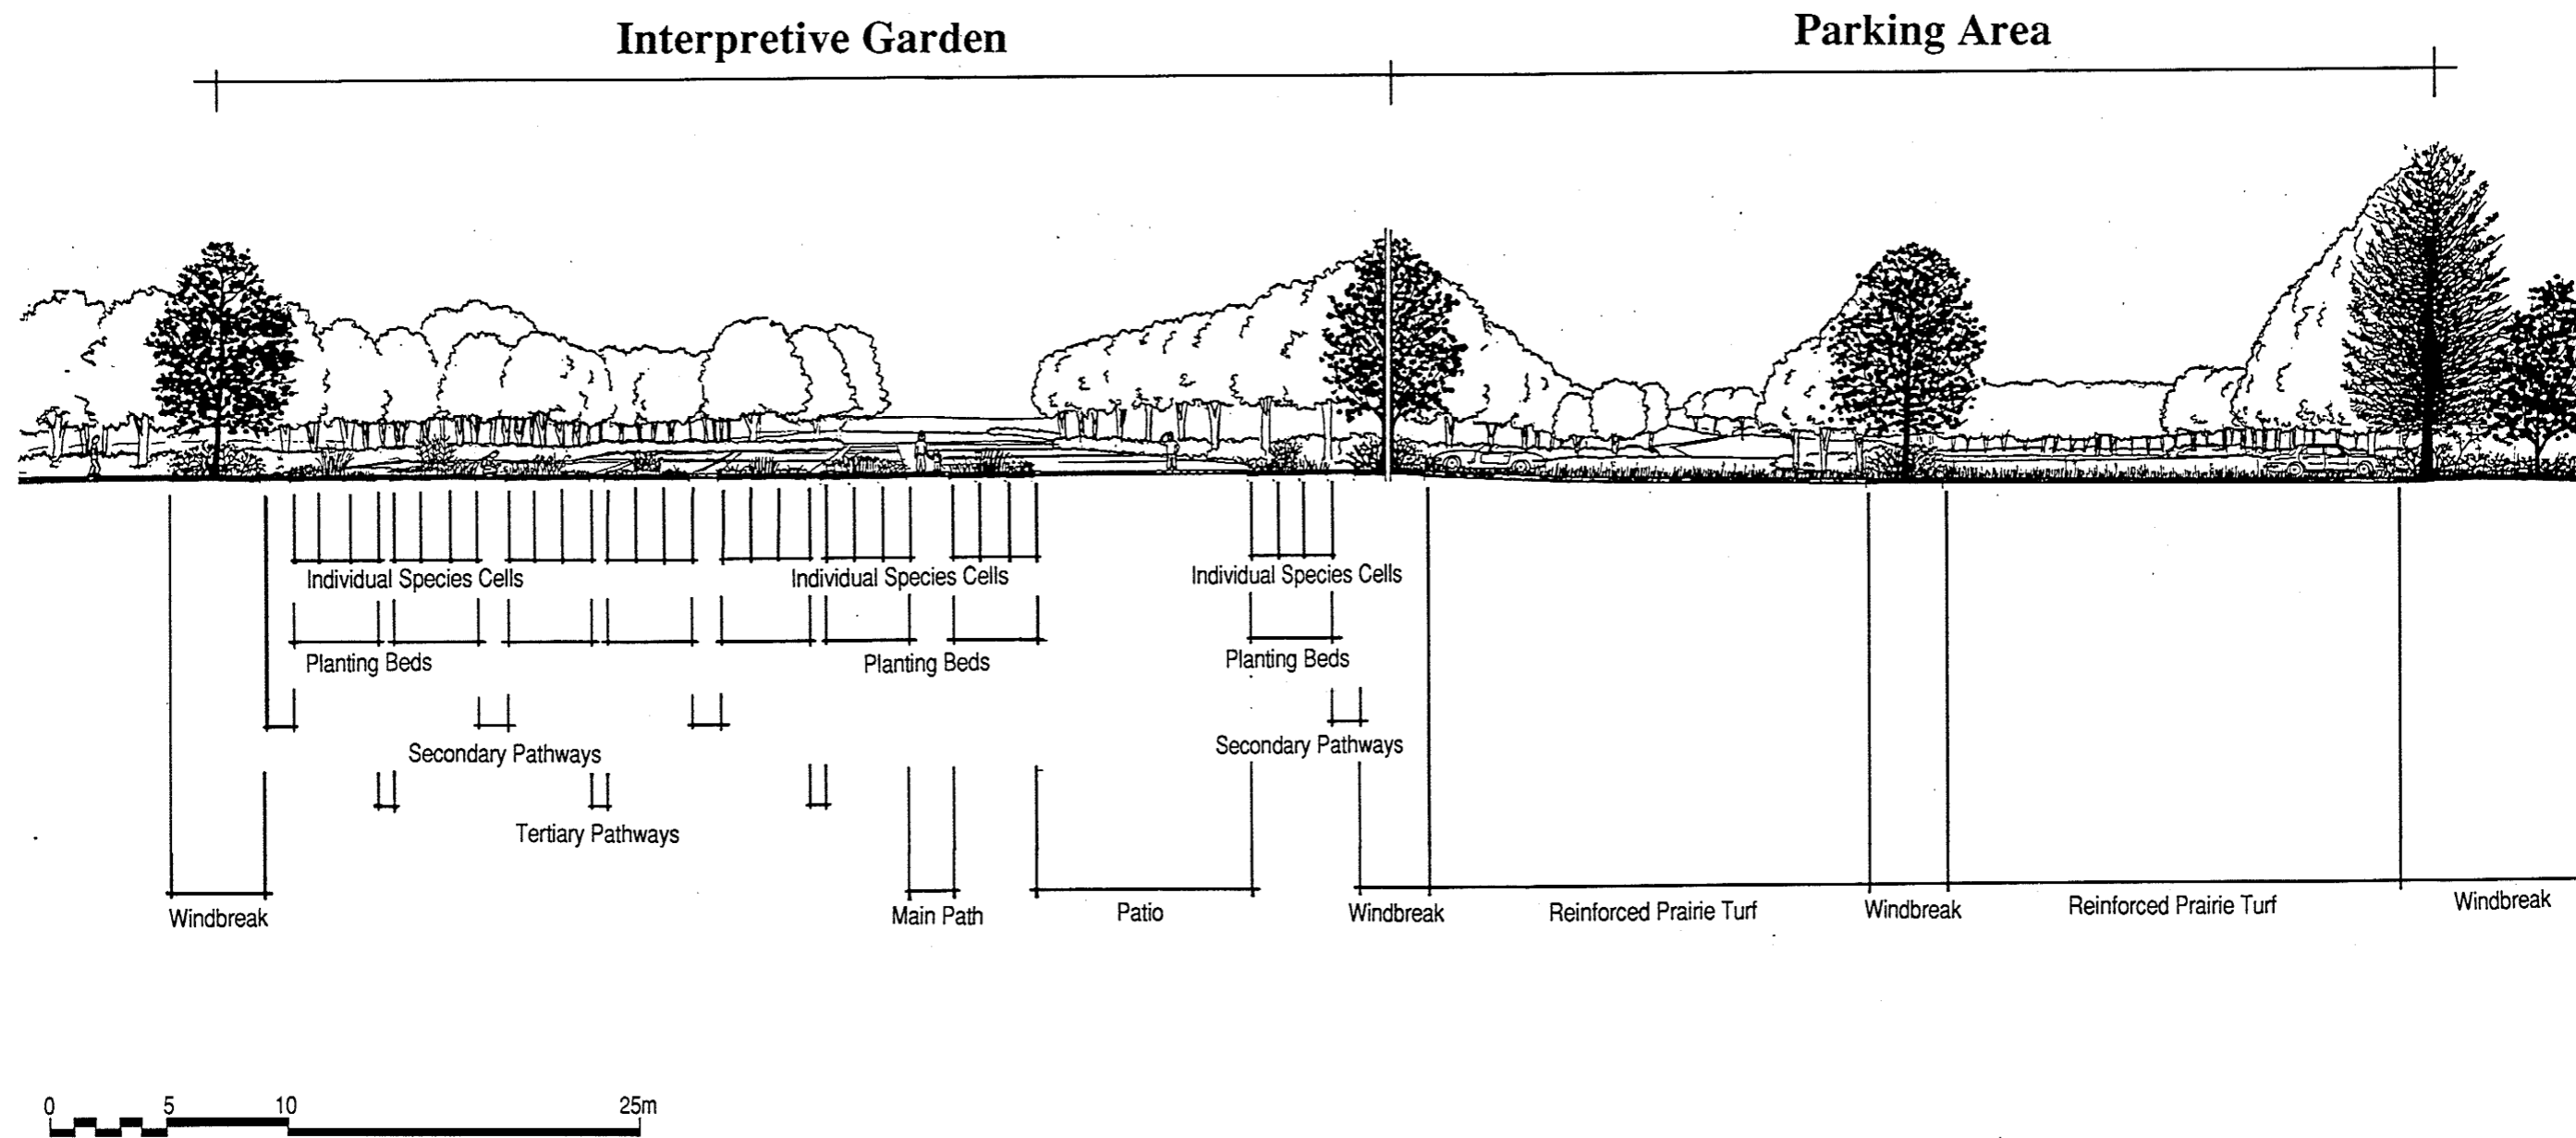 Interpretive Garden
Parking Area
Individual Species Cells
Individual Species Cells
Individual Species Cells
Planting Beds
Planting Beds
Planting Beds
Secondary Pathways
Secondary Pathways
Tertiary Pathways
Windbreak
Main Path
Patio
Windbreak
Reinforced Prairie Turf
Windbreak
Reinforced Prairie Turf
Windbreak
0 5 10 25m